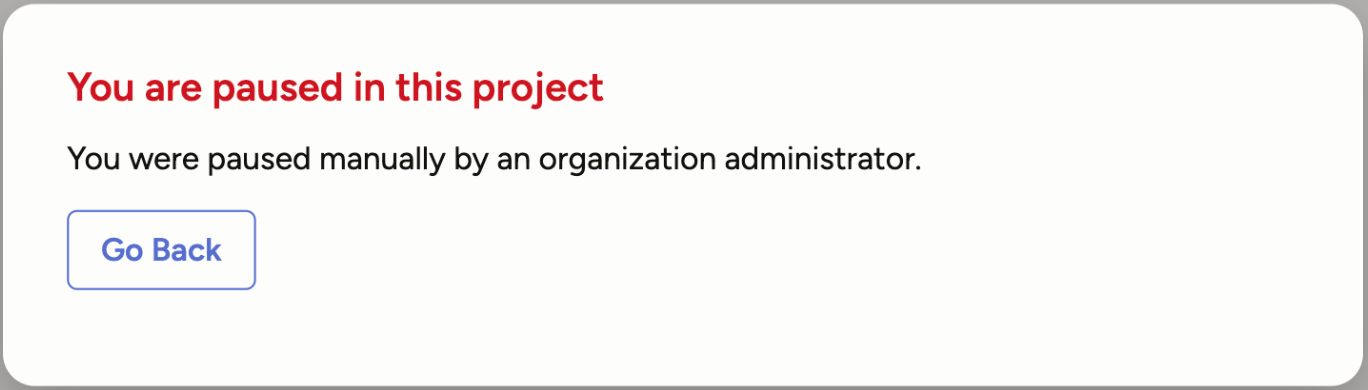 You are paused in this project
You were paused manually by an organization administrator.
Go Back